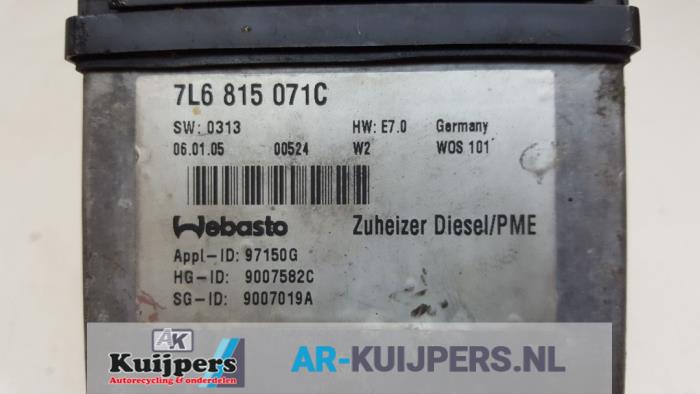 7L6 815 071C
SW: 0313 HW: E7.0 Germany
06.01.05 00524 W2 WOS 101
Webasto Zuheizer Diesel/PME
Appl-ID: 97150G
HG-ID: 9007582C
SG-ID: 9007019A
AK
Kuijpers
Autorecycling & onderdelen
AR-KUIJPERS.NL